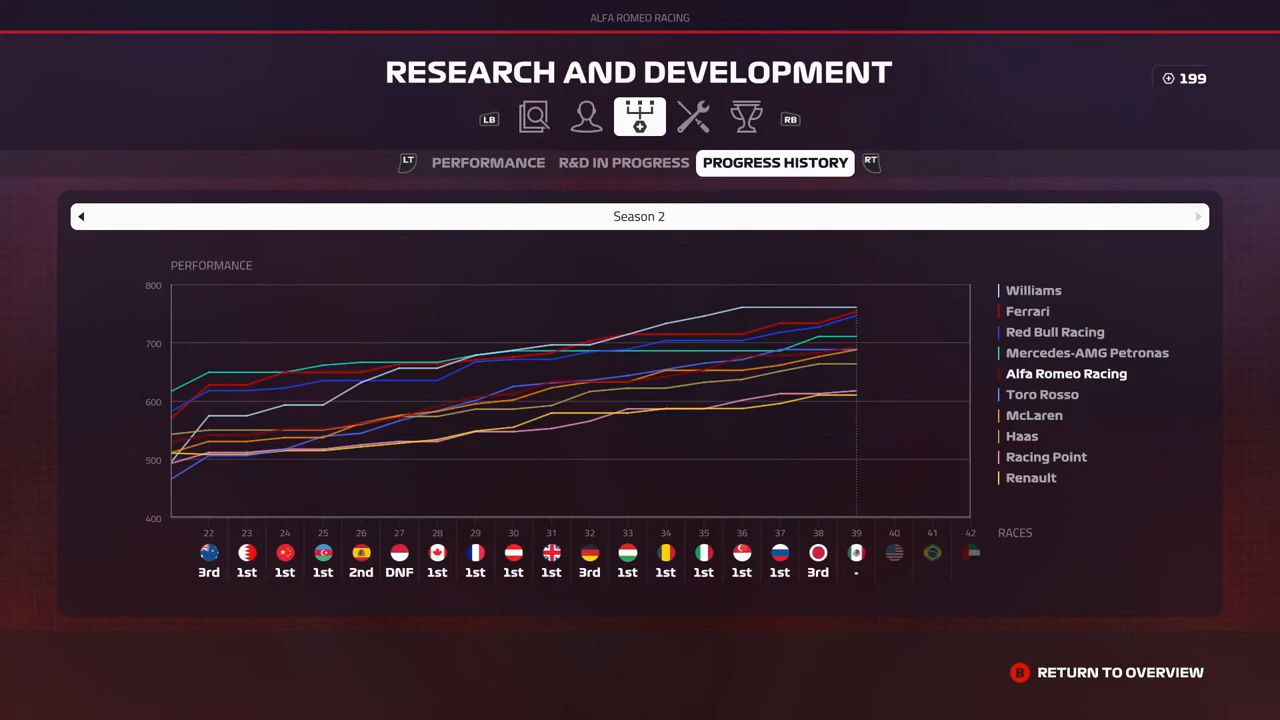 ALFA ROMEO RACING
RESEARCH AND DEVELOPMENT
199
LB
RB
LT
PERFORMANCE
R&D IN PROGRESS
PROGRESS HISTORY
RT
Season 2
PERFORMANCE
800
700
600
500
400
Williams
Ferrari
Red Bull Racing
Mercedes-AMG Petronas
Alfa Romeo Racing
Toro Rosso
McLaren
Haas
Racing Point
Renault
22 23 24 25 26 27 28 29 30 31 32 33 34 35 36 37 38 39 40 41 42 RACES
3rd 1st 1st 1st 2nd DNF 1st 1st 1st 1st 3rd 1st 1st 1st 1st 1st 3rd -
B RETURN TO OVERVIEW